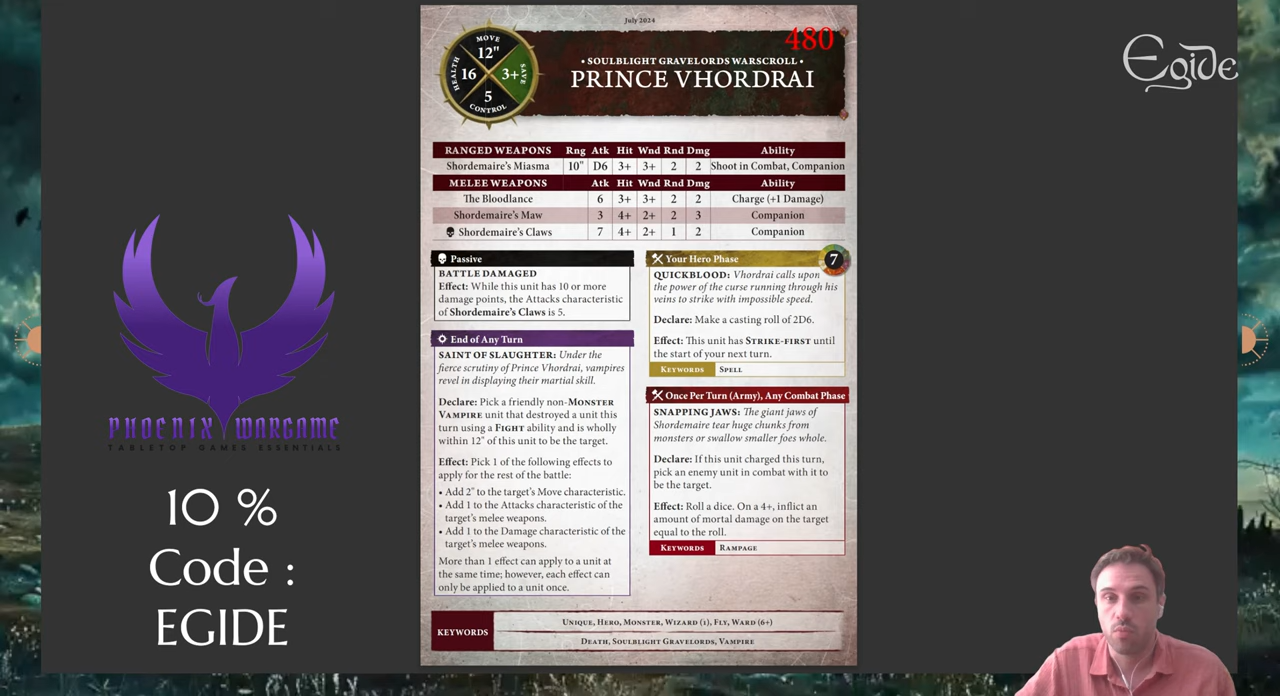 July 2024
480
MOVE
12"
HEALTH
16
3+
SAVE
5
CONTROL
• SOULBLIGHT GRAVELORDS WARSCROLL •
PRINCE VHORDRAI
Egide
RANGED WEAPONS Rng Atk Hit Wnd Rnd Dmg Ability
Shordemaire's Miasma 10" D6 3+ 3+ 2 2 Shoot in Combat, Companion
MELEE WEAPONS Atk Hit Wnd Rnd Dmg Ability
The Bloodlance 6 3+ 3+ 2 2 Charge (+1 Damage)
Shordemaire's Maw 3 4+ 2+ 2 3 Companion
Shordemaire's Claws 7 4+ 2+ 1 2 Companion
Passive
BATTLE DAMAGED
Effect: While this unit has 10 or more
damage points, the Attacks characteristic
of Shordemaire's Claws is 5.
End of Any Turn
SAINT OF SLAUGHTER: Under the
fierce scrutiny of Prince Vhordrai, vampires
revel in displaying their martial skill.
Declare: Pick a friendly non-MONSTER
VAMPIRE unit that destroyed a unit this
turn using a FIGHT ability and is wholly
within 12" of this unit to be the target.
Effect: Pick 1 of the following effects to
apply for the rest of the battle:
• Add 2" to the target's Move characteristic.
• Add 1 to the Attacks characteristic of the
target's melee weapons.
• Add 1 to the Damage characteristic of the
target's melee weapons.
More than 1 effect can apply to a unit at
the same time; however, each effect can
only be applied to a unit once.
Your Hero Phase
7
QUICKBLOOD: Vhordrai calls upon
the power of the curse running through his
veins to strike with impossible speed.
Declare: Make a casting roll of 2D6.
Effect: This unit has STRIKE-FIRST until
the start of your next turn.
KEYWORDS SPELL
Once Per Turn (Army), Any Combat Phase
SNAPPING JAWS: The giant jaws of
Shordemaire tear huge chunks from
monsters or swallow smaller foes whole.
Declare: If this unit charged this turn,
pick an enemy unit in combat with it to
be the target.
Effect: Roll a dice. On a 4+, inflict an
amount of mortal damage on the target
equal to the roll.
KEYWORDS RAMPAGE
KEYWORDS
UNIQUE, HERO, MONSTER, WIZARD (1), FLY, WARD (6+)
DEATH, SOULBLIGHT GRAVELORDS, VAMPIRE
PHOENIX WARGAME
TABLETOP GAMES ESSENTIALS
10 %
Code :
EGIDE